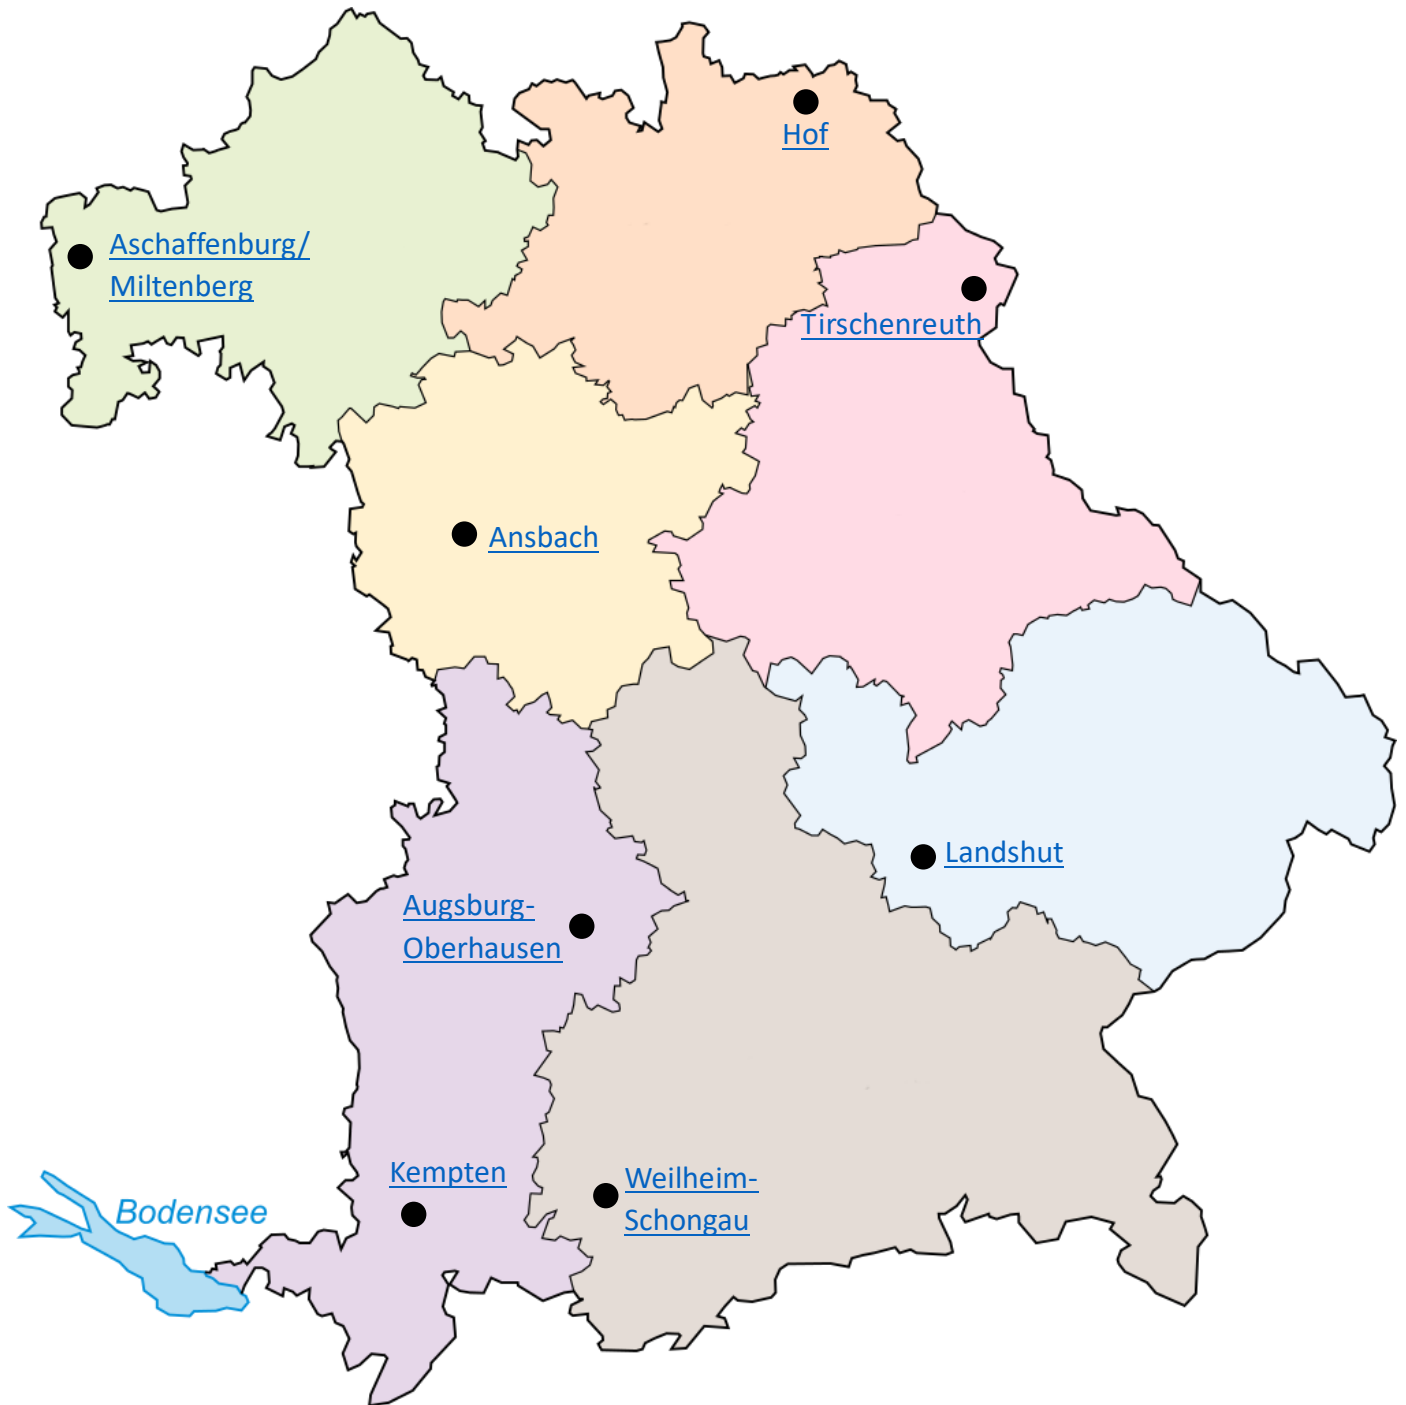 Hof
Aschaffenburg/
Miltenberg
Tirschenreuth
Ansbach
Landshut
Augsburg-
Oberhausen
Kempten
Weilheim-
Schongau
Bodensee